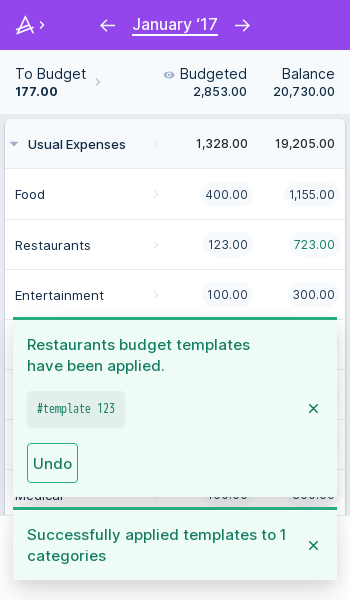 January ‘17
To Budget Budgeted Balance
177.00 2,853.00 20,730.00
Usual Expenses 1,328.00 19,205.00
Food 400.00 1,155.00
Restaurants 123.00 723.00
Entertainment 100.00 300.00
Restaurants budget templates
have been applied.
#template 123
Undo
Medical
Successfully applied templates to 1
categories